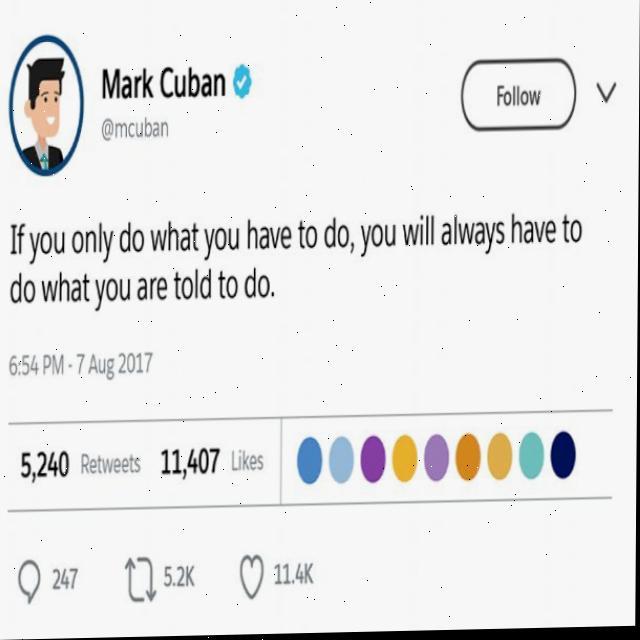 Mark Cuban
@mcuban
Follow
If you only do what you have to do, you will always have to
do what you are told to do.
6:54 PM - 7 Aug 2017
5,240 Retweets 11,407 Likes
247 5.2K 11.4K